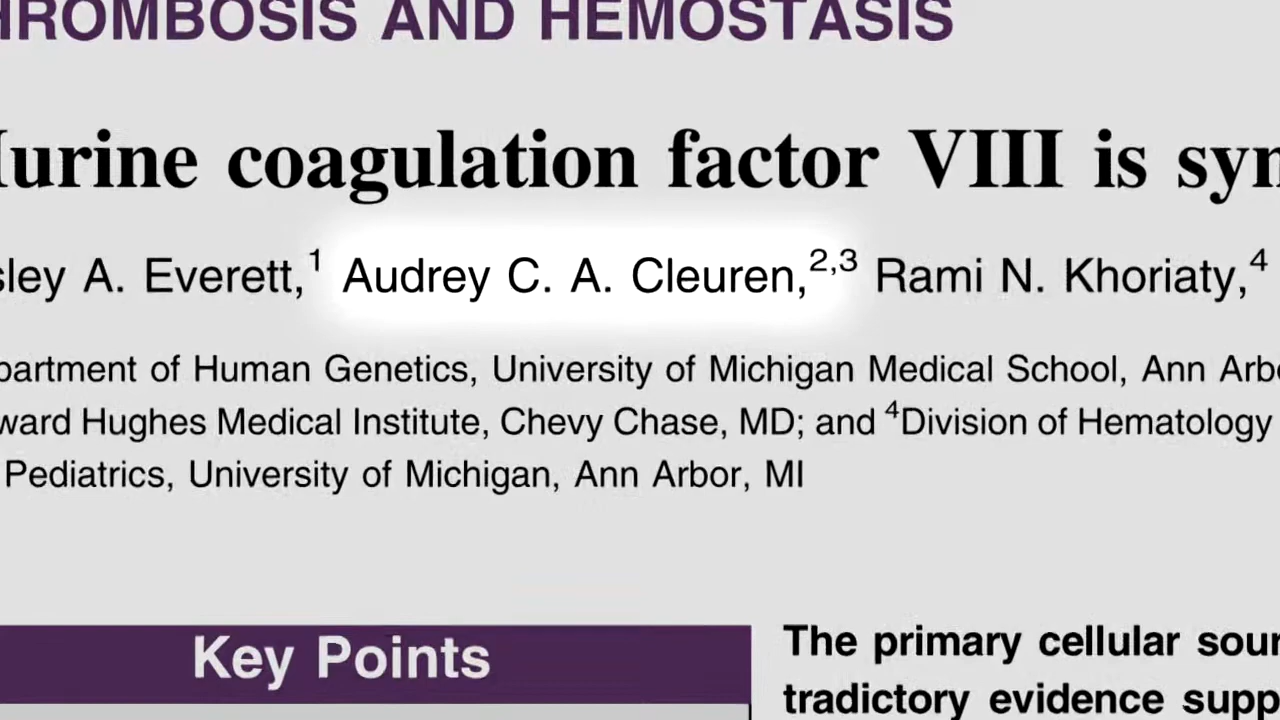 HROMBOSIS AND HEMOSTASIS
urine coagulation factor VIII is syn
sley A. Everett,¹ Audrey C. A. Cleuren,²,³ Rami N. Khoriaty,⁴
partment of Human Genetics, University of Michigan Medical School, Ann Arbo
ward Hughes Medical Institute, Chevy Chase, MD; and ⁴Division of Hematology
Pediatrics, University of Michigan, Ann Arbor, MI
Key Points
The primary cellular sour
tradictory evidence supp